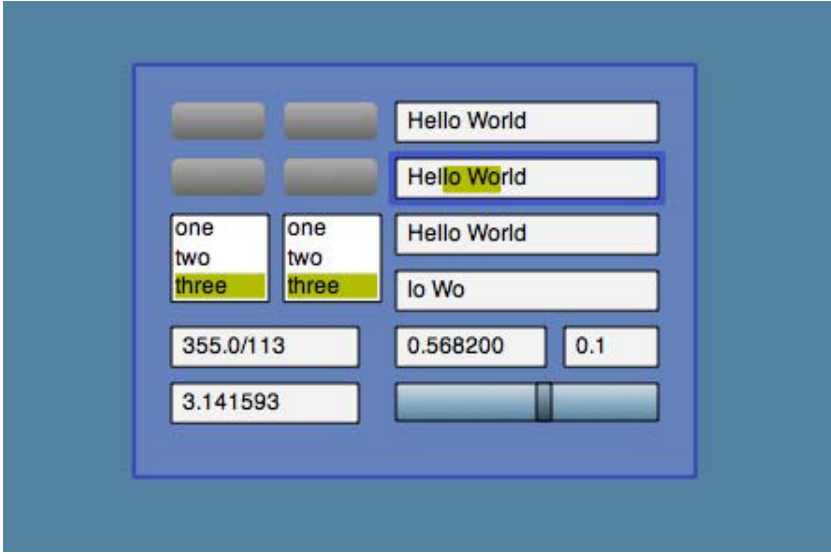 Hello World
Hello World
one
two
three
one
two
three
Hello World
lo Wo
355.0/113
0.568200
0.1
3.141593